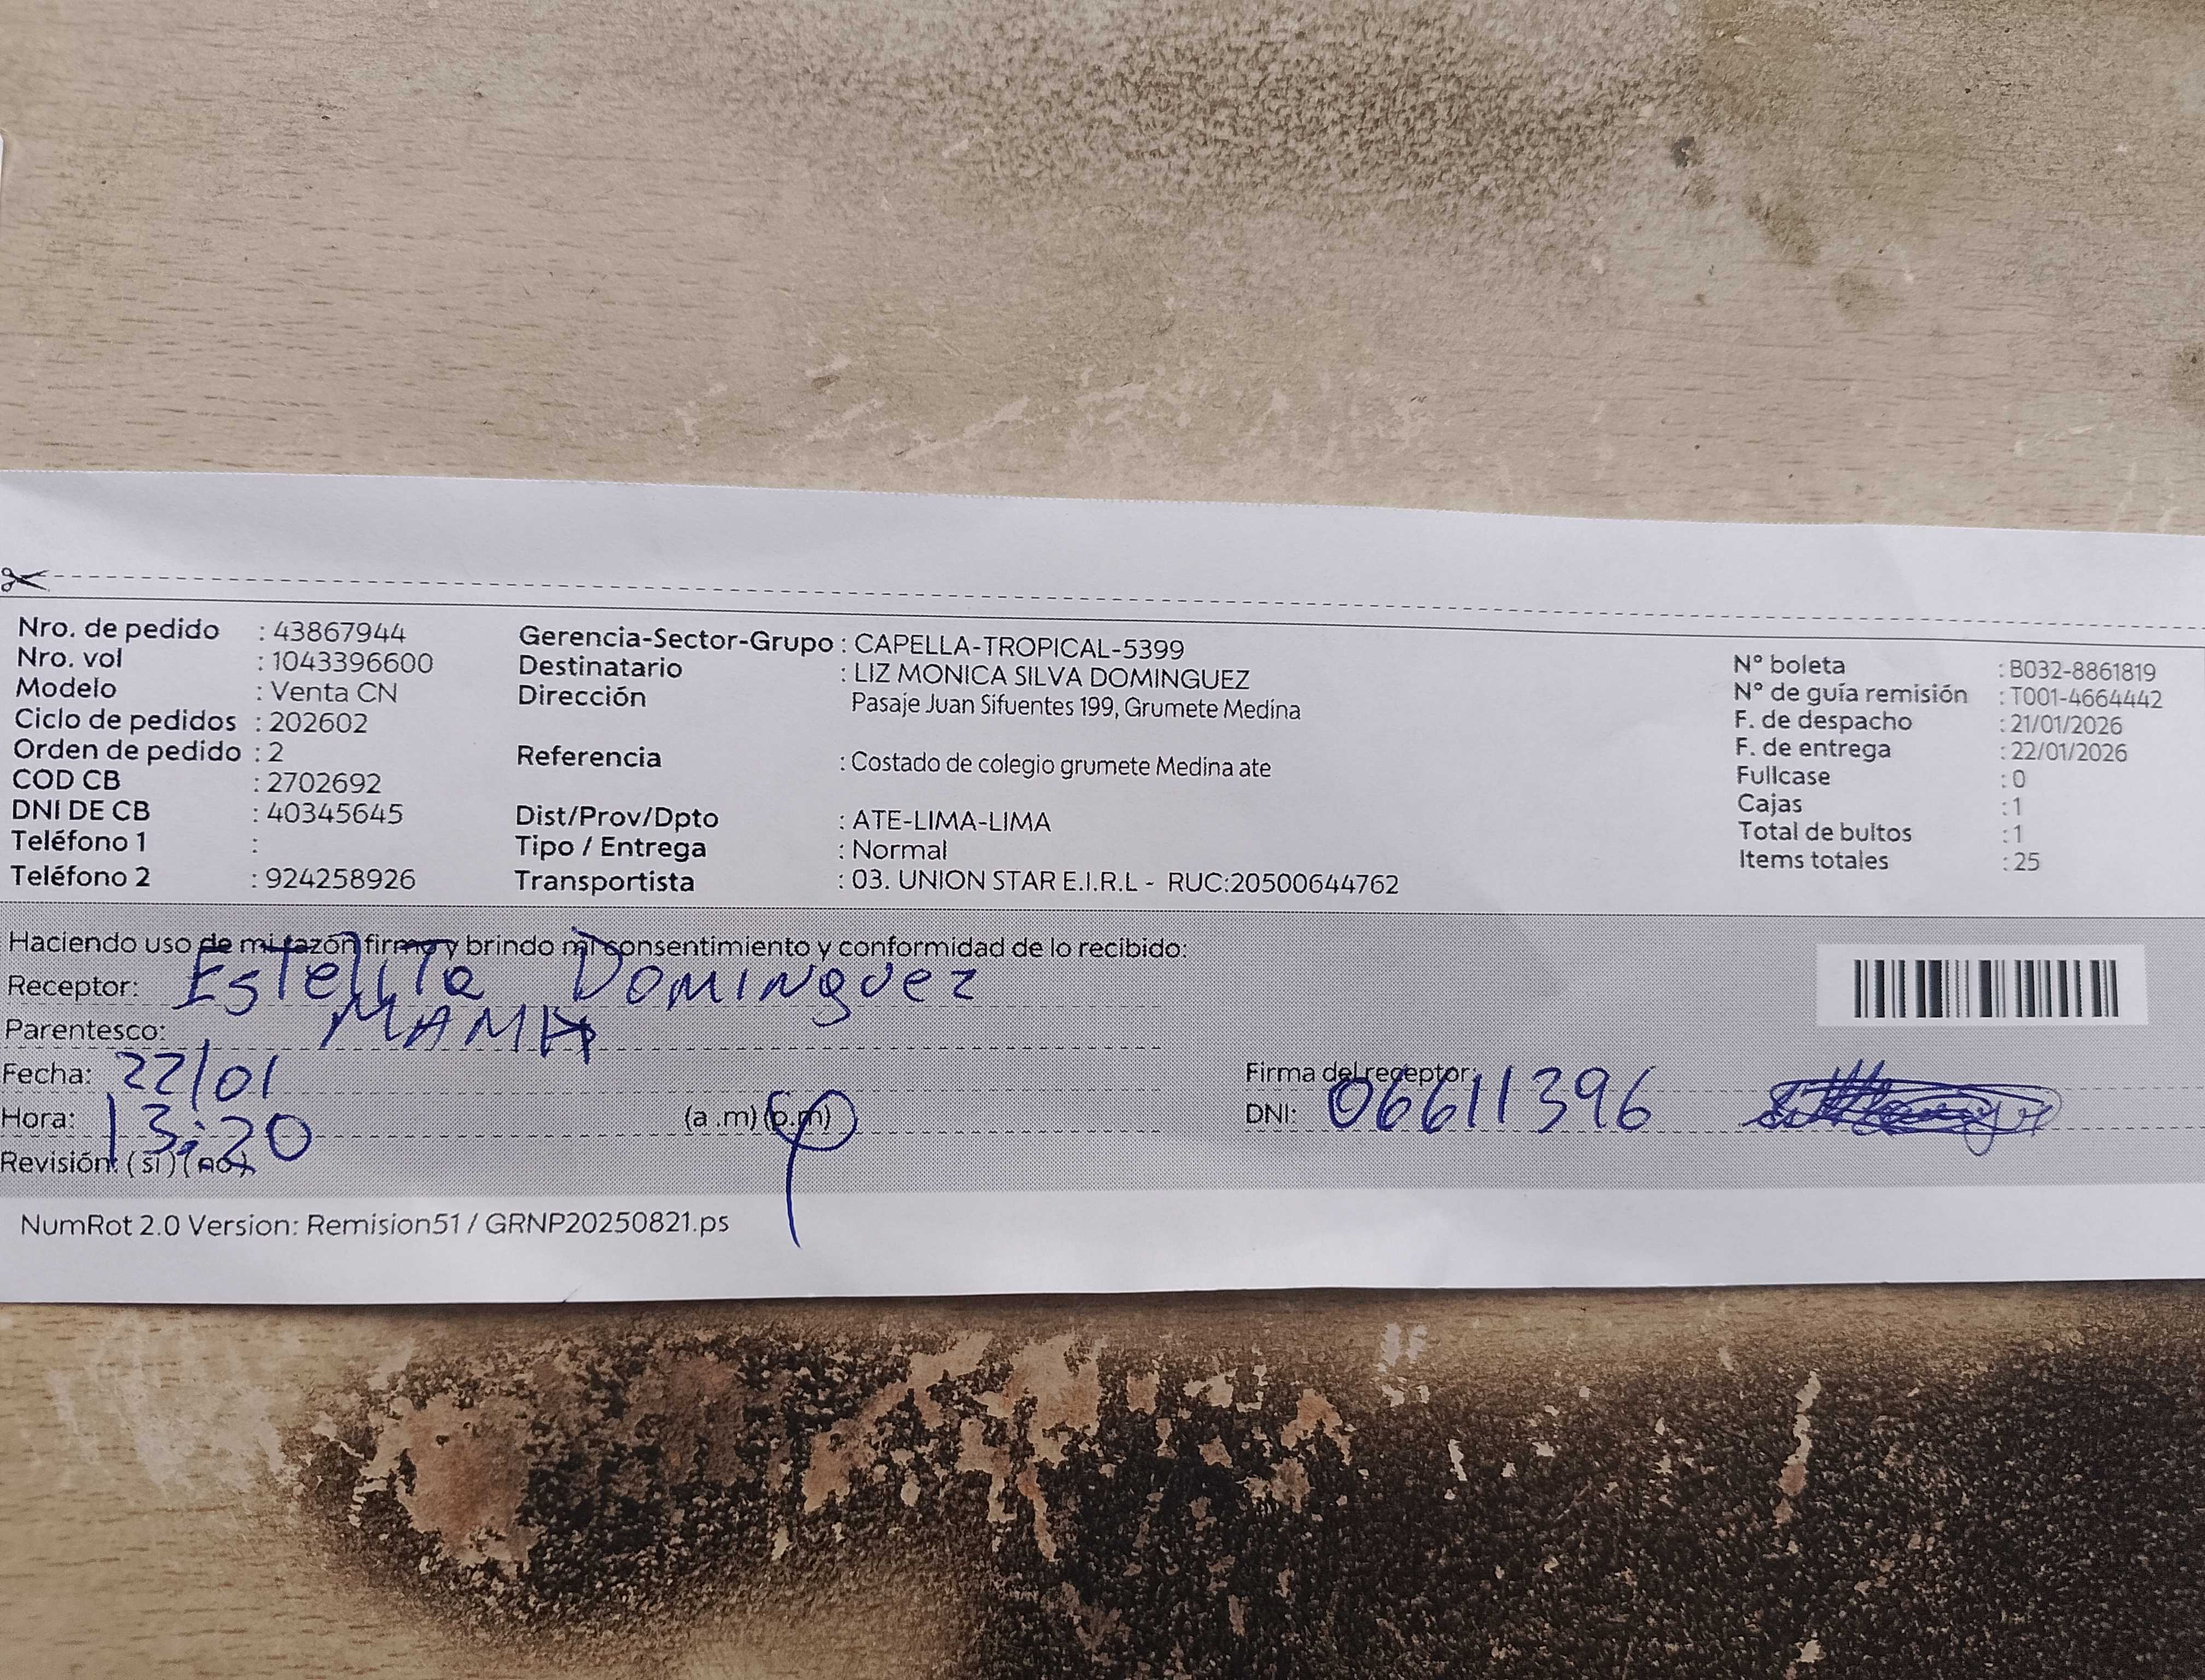 Nro. de pedido : 43867944
Nro. vol : 1043396600
Modelo : Venta CN
Ciclo de pedidos : 202602
Orden de pedido : 2
COD CB : 2702692
DNI DE CB : 40345645
Teléfono 1 :
Teléfono 2 : 924258926
Gerencia-Sector-Grupo : CAPELLA-TROPICAL-5399
Destinatario : LIZ MONICA SILVA DOMINGUEZ
Dirección Pasaje Juan Sifuentes 199, Grumete Medina
Referencia : Costado de colegio grumete Medina ate
Dist/Prov/Dpto : ATE-LIMA-LIMA
Tipo / Entrega : Normal
Transportista : 03. UNION STAR E.I.R.L - RUC:20500644762
N° boleta : B032-8861819
N° de guía remisión : T001-4664442
F. de despacho : 21/01/2026
F. de entrega : 22/01/2026
Fullcase : 0
Cajas : 1
Total de bultos : 1
Items totales : 25
Haciendo uso de mi razón firmo y brindo mi consentimiento y conformidad de lo recibido:
Receptor: Estelita Dominguez
Parentesco: MAMA
Fecha: 22/01
Hora: 13:20 (a .m) (p.m)
Revisión: ( si ) ( no )
Firma del receptor:
DNI: 06611396
NumRot 2.0 Version: Remision51 / GRNP20250821.ps